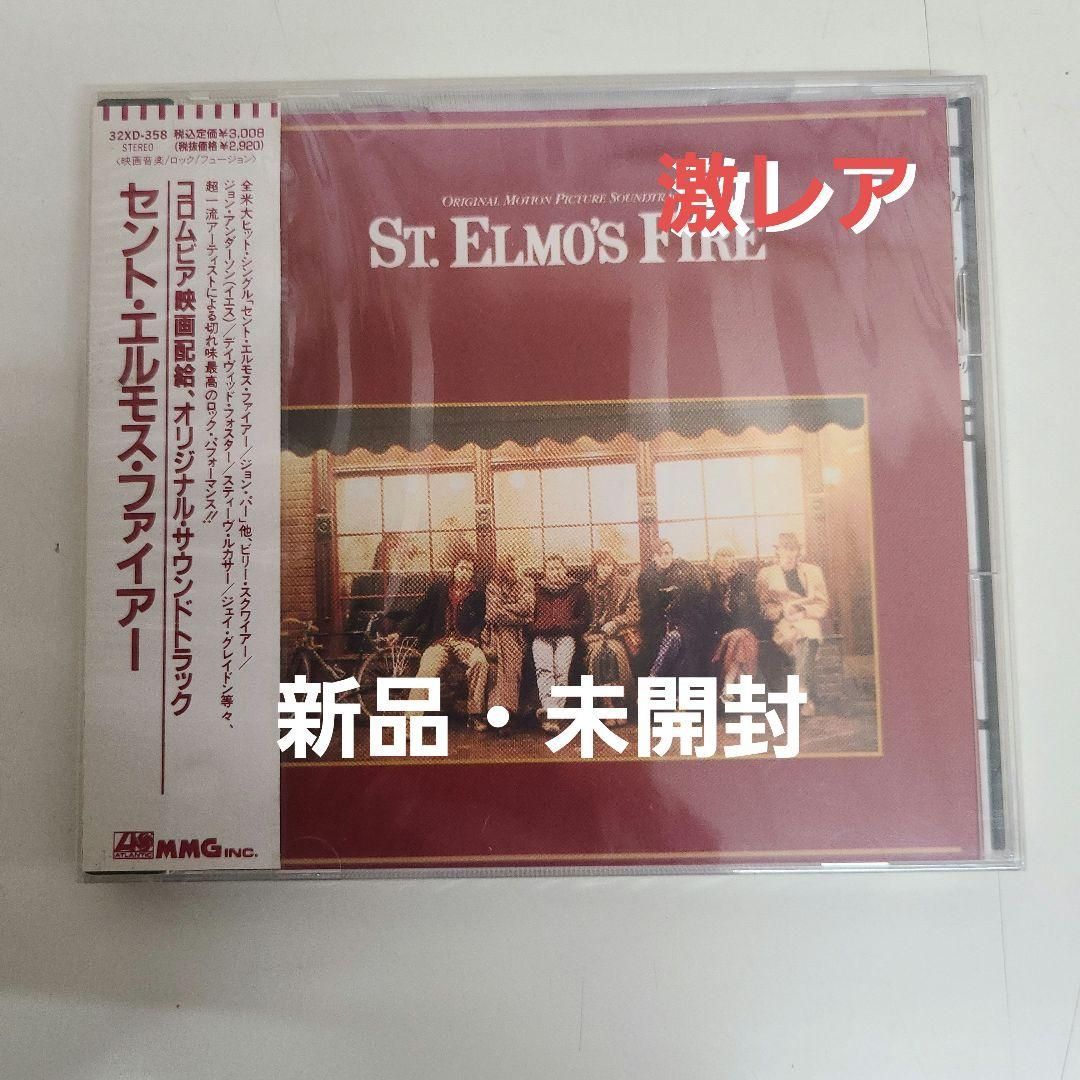 32XD-358 税込定価¥3,008
STEREO (税抜価格¥2,920)
〈映画音楽/ロック/フュージョン〉
全米大ヒット・シングル「セント・エルモス・ファイアー/ジョン・パー」他、ビリー・スクワイアー/
ジョン・アンダーソン(イエス)/デイヴィッド・フォスター/スティーヴ・ルカサー/ジェイ・グレイドン等々、
超一流アーティストによる切れ味最高のロック・パフォーマンス!!
コロムビア映画配給、オリジナル・サウンドトラック
セント・エルモス・ファイアー
ATLANTIC
MMG INC.
ORIGINAL MOTION PICTURE
ST. ELMO'S FIRE
激レア
新品・未開封